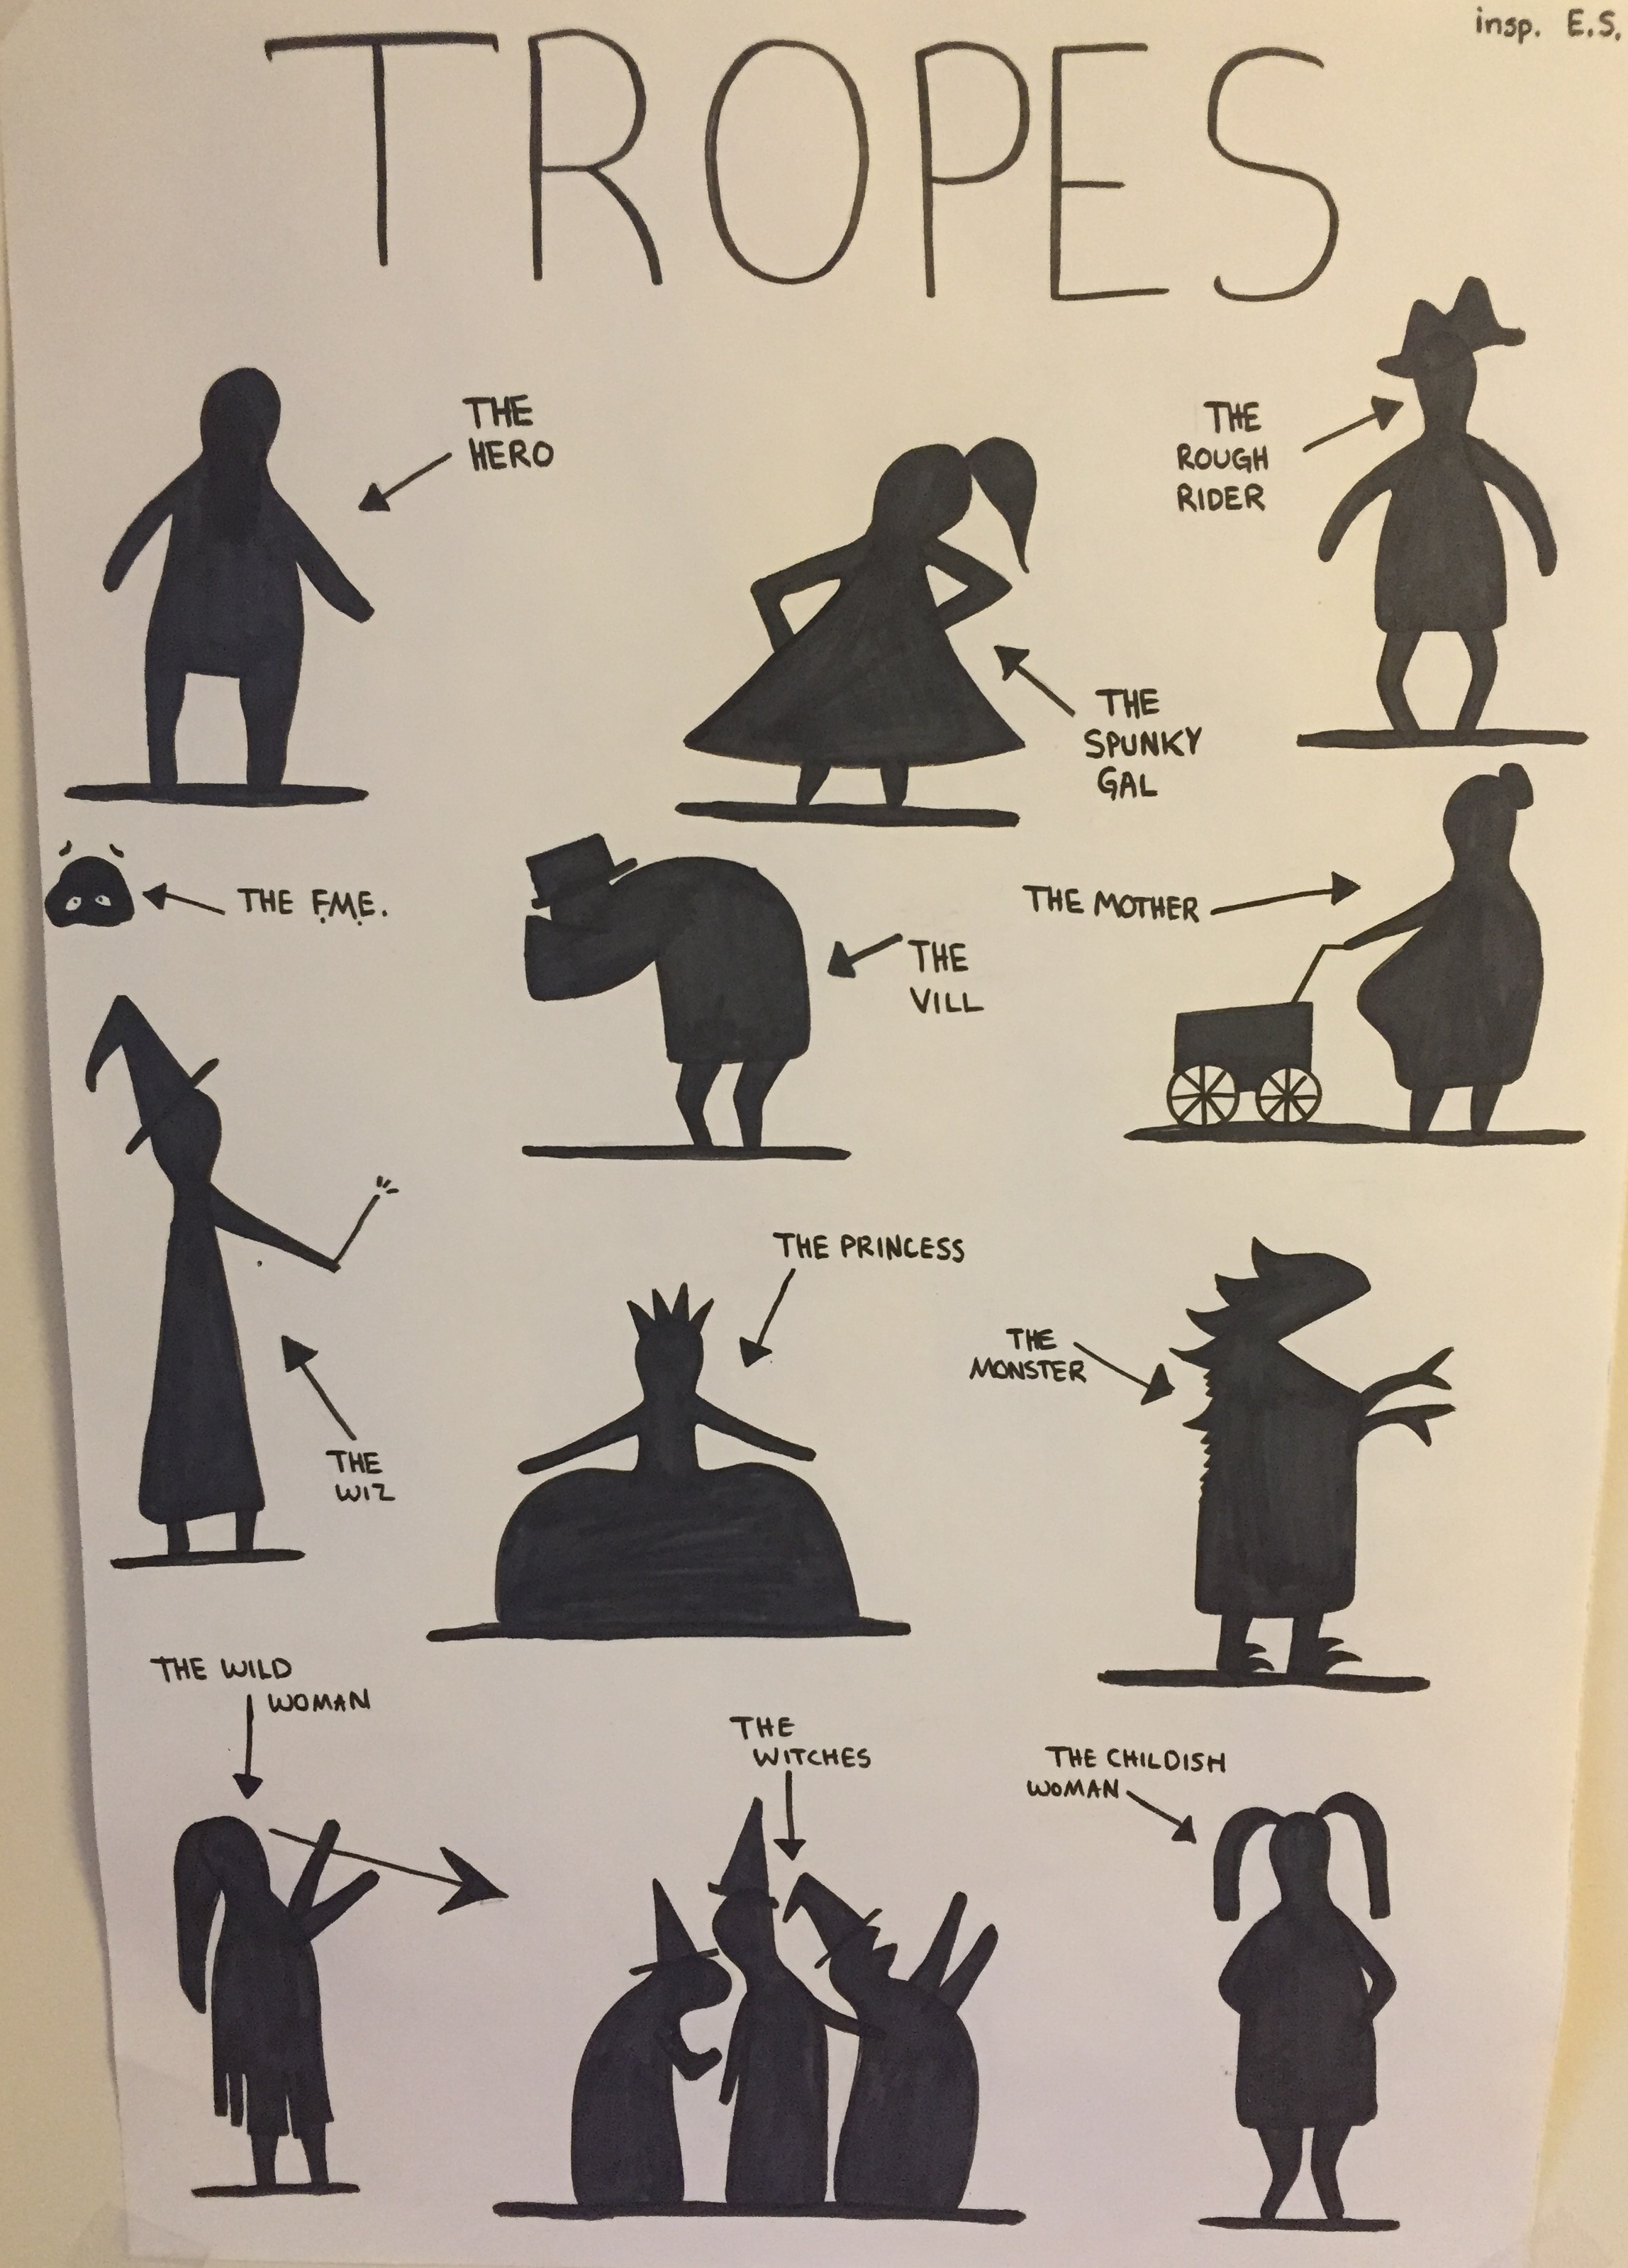 insp. E.S.
TROPES
THE
HERO
THE
ROUGH
RIDER
THE
SPUNKY
GAL
THE F.M.E.
THE
VILL
THE MOTHER
THE
WIZ
THE PRINCESS
THE
MONSTER
THE WILD
WOMAN
THE
WITCHES
THE CHILDISH
WOMAN